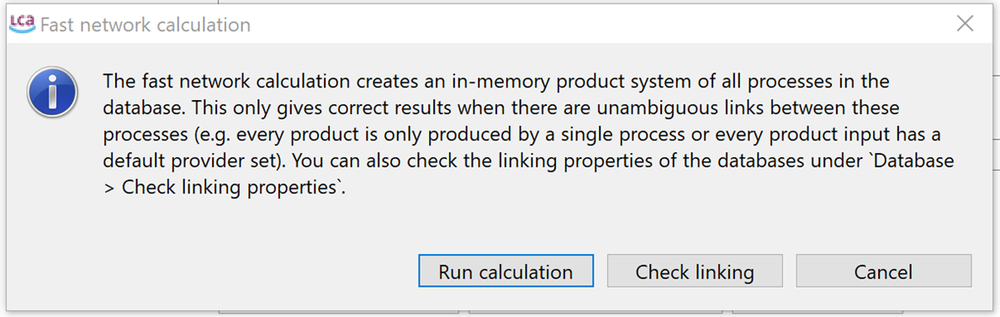 LCA Fast network calculation
The fast network calculation creates an in-memory product system of all processes in the
database. This only gives correct results when there are unambiguous links between these
processes (e.g. every product is only produced by a single process or every product input has a
default provider set). You can also check the linking properties of the databases under `Database
> Check linking properties`.
Run calculation Check linking Cancel